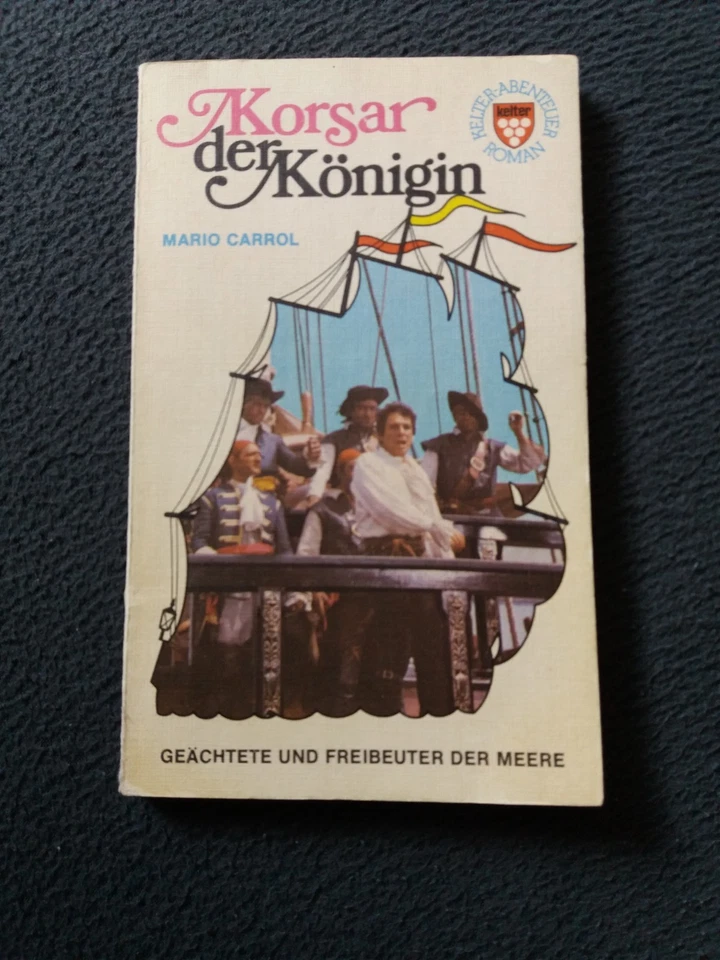 Korsar
der Königin
KELTER-ABENTEUER
kelter
ROMAN
MARIO CARROL
GEÄCHTETE UND FREIBEUTER DER MEERE